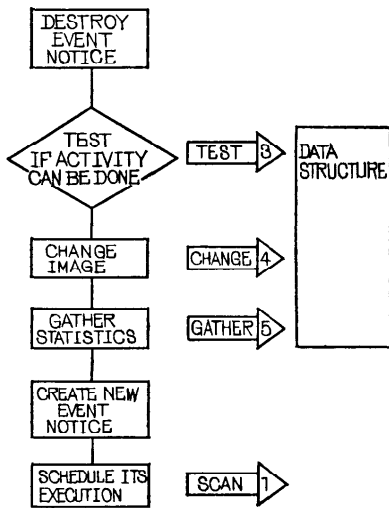 DESTROY
EVENT
NOTICE
TEST
IF ACTIVITY
CAN BE DONE
TEST 3
DATA
STRUCTURE
CHANGE
IMAGE
CHANGE 4
GATHER
STATISTICS
GATHER 5
CREATE NEW
EVENT
NOTICE
SCHEDULE ITS
EXECUTION
SCAN 1